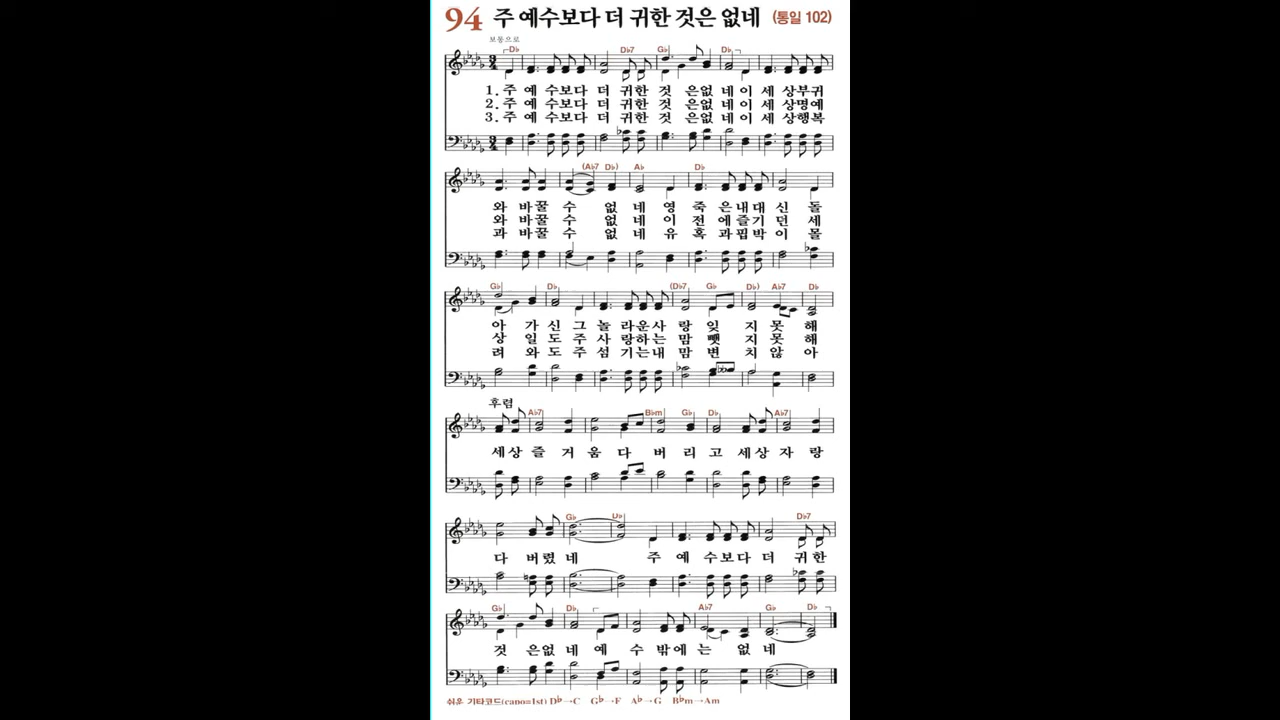 94 주 예수보다 더 귀한 것은 없네 (통일 102)
보통으로
D♭ D♭7 G♭ D♭
1. 주 예 수보다 더 귀한 것 은없 네이 세 상부귀
2. 주 예 수보다 더 귀한 것 은없 네이 세 상명예
3. 주 예 수보다 더 귀한 것 은없 네이 세 상행복
(A♭7 D♭) A♭ D♭
와 바꿀 수 없 네 영 죽 은내대 신 돌
와 바꿀 수 없 네 이 전 에즐기 던 세
과 바꿀 수 없 네 유 혹 과핍박 이 몰
G♭ D♭ (D♭7 G♭ D♭) A♭7 D♭
아 가 신 그 놀 라운사 랑 잊 지 못 해
상 일 도 주 사 랑하는 맘 뺏 지 못 해
려 와 도 주 섬 기는내 맘 변 치 않 아
후렴
A♭7 B♭m G♭ D♭ A♭7
세상 즐 거 움 다 버 리 고 세상 자 랑
G♭ D♭ D♭7
다 버렸 네 주 예 수보다 더 귀한
G♭ D♭ A♭7 G♭ D♭
것 은없 네 예 수 밖에 는 없 네
쉬운 기타코드(capo=1st) D♭→C G♭→F A♭→G B♭m→Am